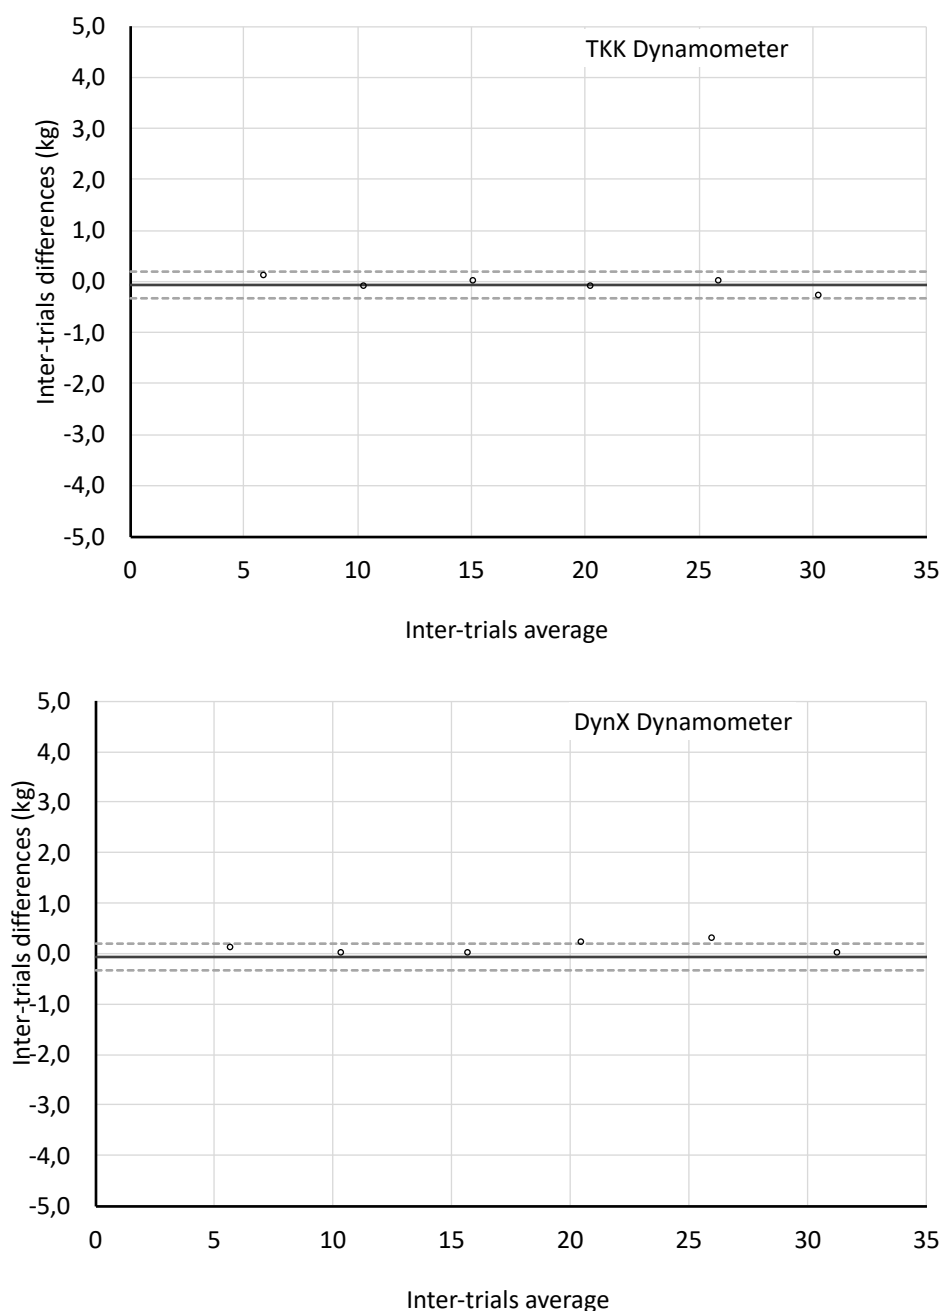 5,0
TKK Dynamometer
4,0
3,0
2,0
1,0
0,0
-1,0
-2,0
-3,0
-4,0
-5,0
Inter-trials differences (kg)
0 5 10 15 20 25 30 35
Inter-trials average
5,0
DynX Dynamometer
4,0
3,0
2,0
1,0
0,0
-1,0
-2,0
-3,0
-4,0
-5,0
Inter-trials differences (kg)
0 5 10 15 20 25 30 35
Inter-trials average